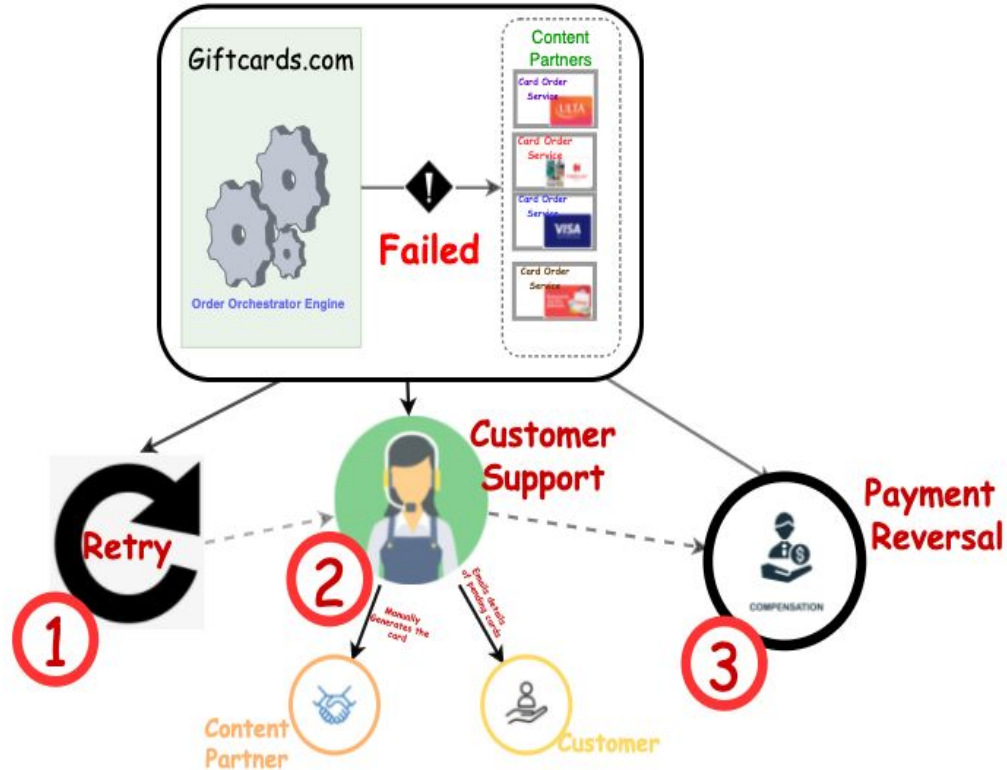 Giftcards.com
Order Orchestrator Engine
Failed
Content
Partners
Card Order
Service
ULTA
Card Order
Service
Card Order
Service
VISA
Card Order
Service
Retry
1
Customer
Support
2
Manually
Generates the
card
Emails details
of pending cards
Content
Partner
Customer
Payment
Reversal
COMPENSATION
3